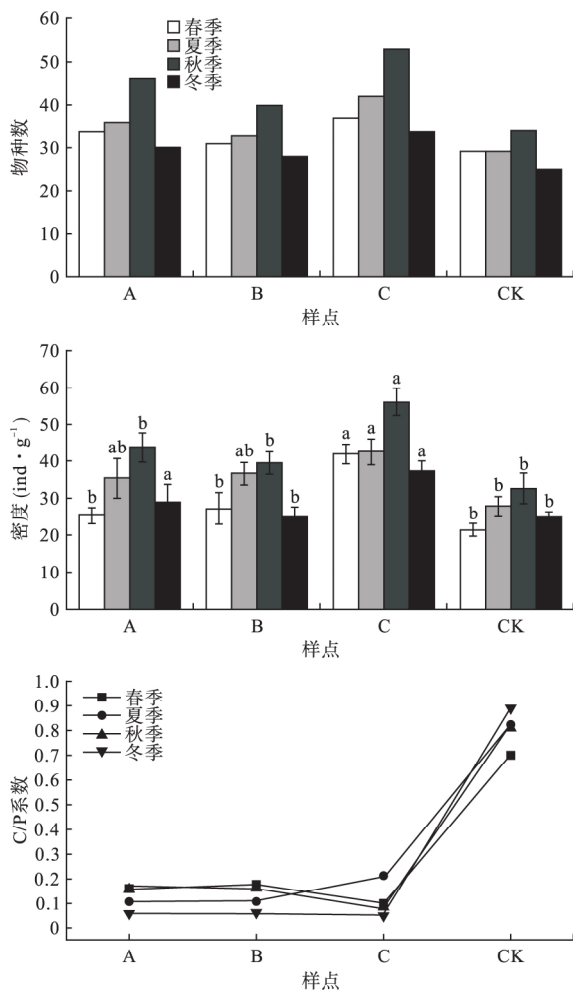 60
50
40
30
20
10
0
物种数
春季
夏季
秋季
冬季
A B C CK
样点
70
60
50
40
30
20
10
0
密度 (ind·g⁻¹)
b ab b a
b ab b b
a a a a
b b b b
A B C CK
样点
1.0
0.9
0.8
0.7
0.6
0.5
0.4
0.3
0.2
0.1
0
C/P系数
春季
夏季
秋季
冬季
A B C CK
样点